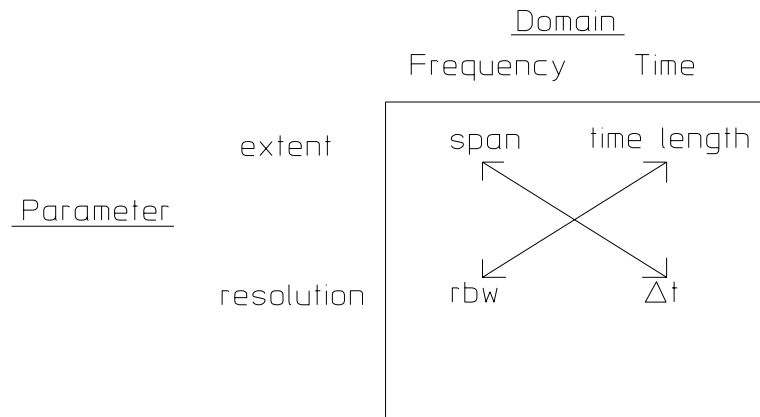 Domain
Frequency Time
extent span time length
Parameter
resolution rbw Δt